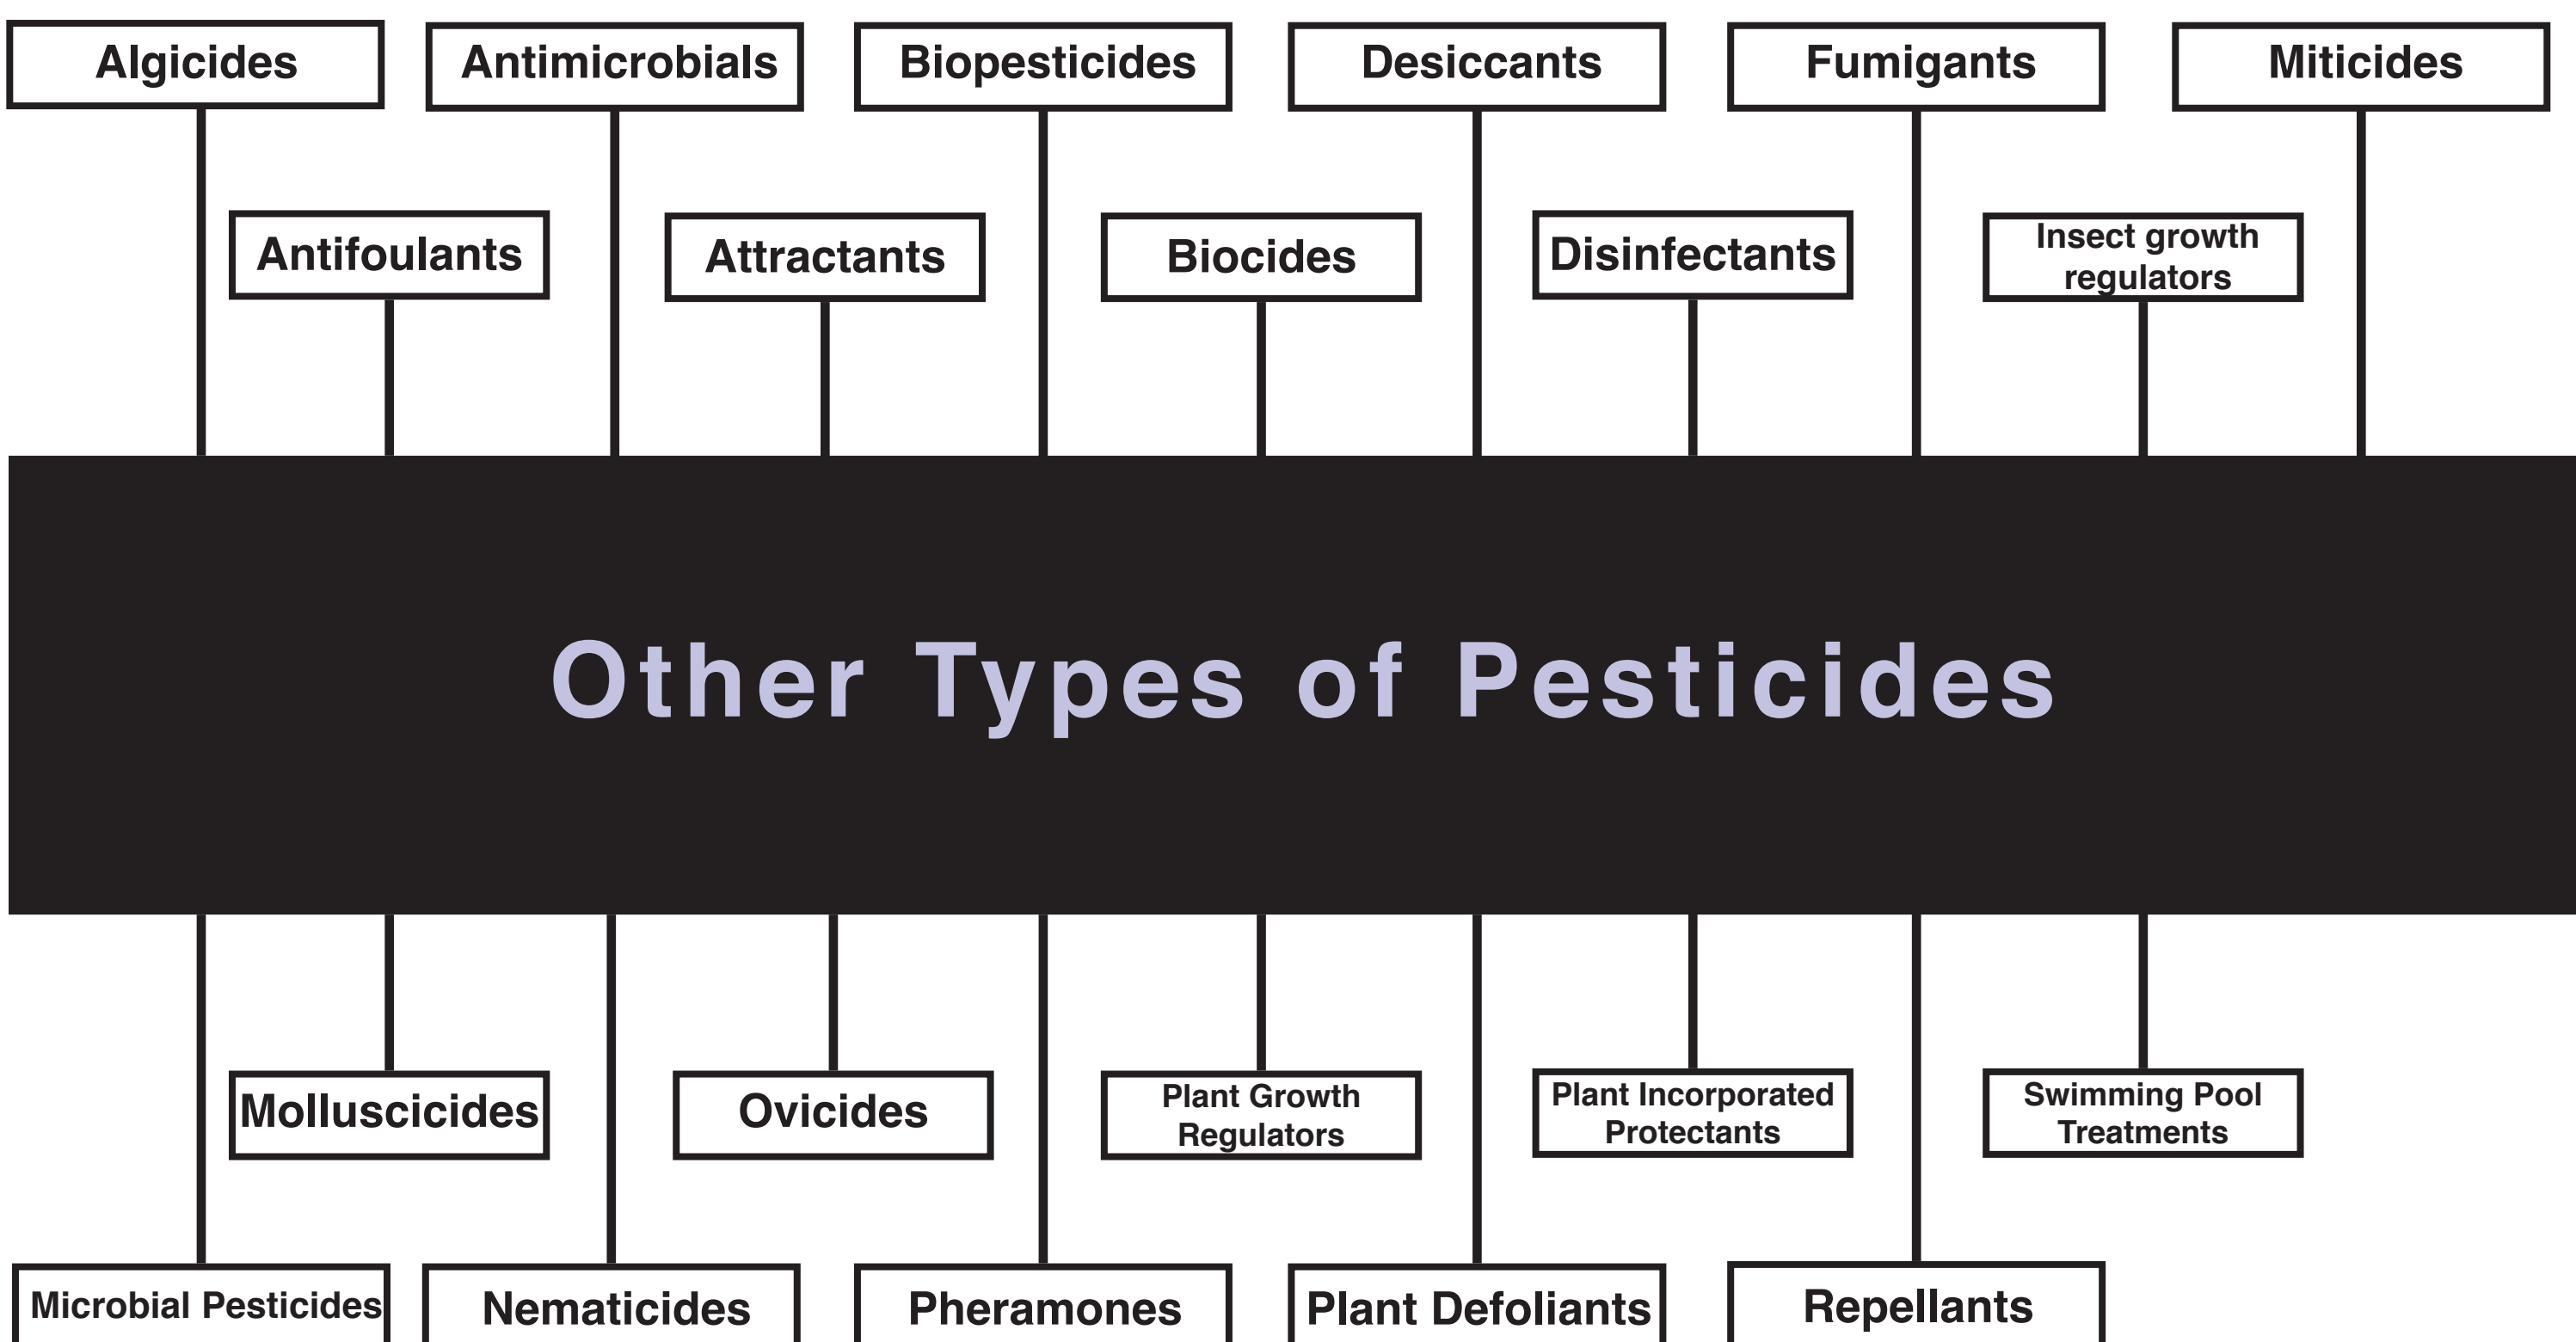 Algicides
Antimicrobials
Biopesticides
Desiccants
Fumigants
Miticides
Antifoulants
Attractants
Biocides
Disinfectants
Insect growth
regulators
Other Types of Pesticides
Molluscicides
Ovicides
Plant Growth
Regulators
Plant Incorporated
Protectants
Swimming Pool
Treatments
Microbial Pesticides
Nematicides
Pheramones
Plant Defoliants
Repellants